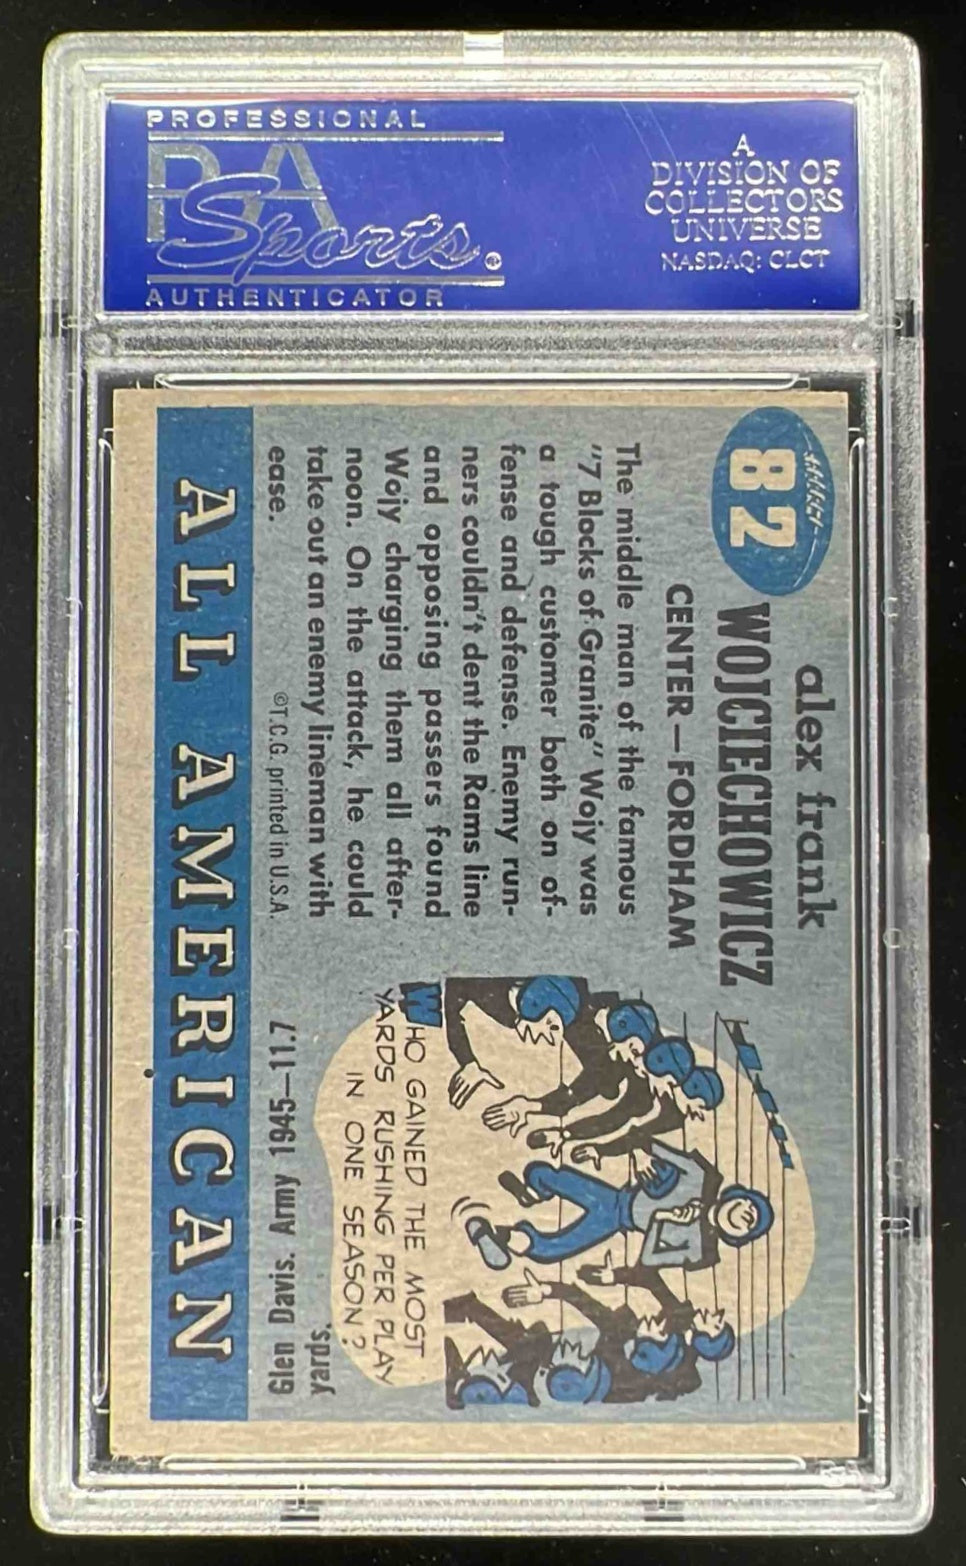 PROFESSIONAL
PSA
Sports®
AUTHENTICATOR
A
DIVISION OF
COLLECTORS
UNIVERSE
NASDAQ: CLCT
82
alex frank
WOJCIECHOWICZ
CENTER—FORDHAM
The middle man of the famous
"7 Blocks of Granite" Wojy was
a tough customer both on of-
fense and defense. Enemy run-
ners couldn't dent the Rams line
and opposing passers found
Wojy charging them all after-
noon. On the attack, he could
take out an enemy lineman with
ease.
©T.C.G. printed in U.S.A.
WHO GAINED THE MOST
YARDS RUSHING PER PLAY
IN ONE SEASON?
Glen Davis. Army 1945—11.7
yards.
ALL AMERICAN